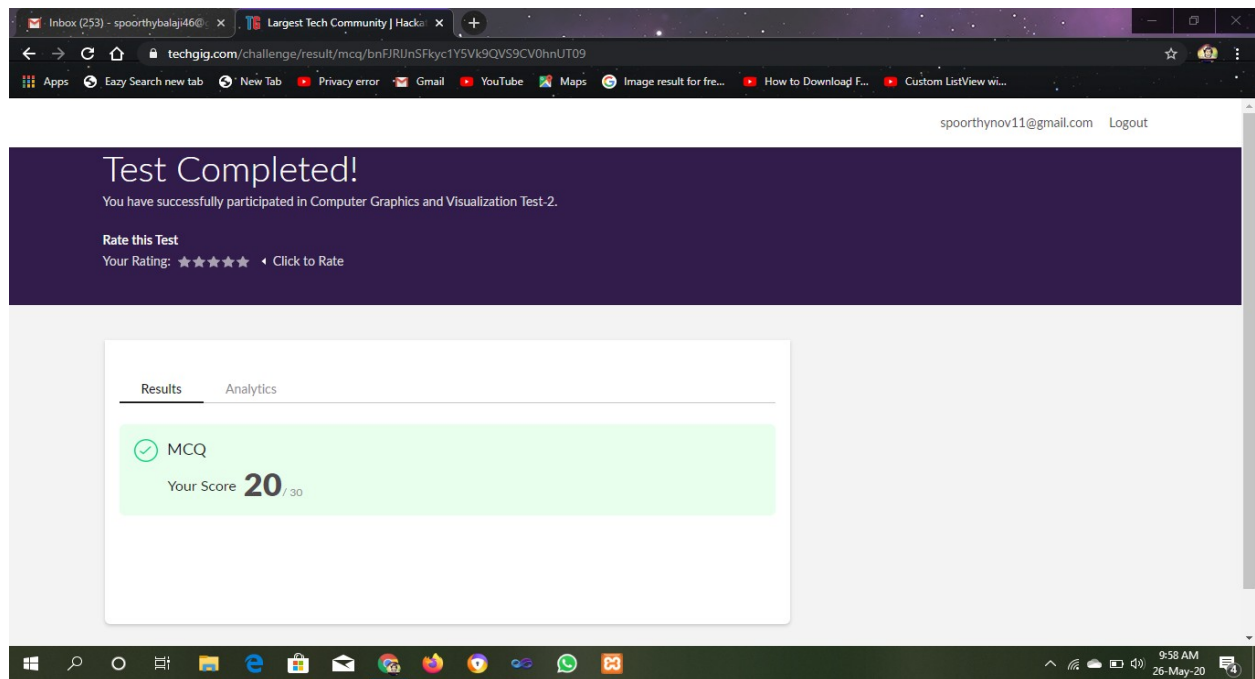 Inbox (253) - spoorthybalaji46@
Largest Tech Community | Hacka
techgig.com/challenge/result/mcq/bnFJRlJnSFkyc1Y5Vk9QVS9CV0hnUT09
Apps Eazy Search new tab New Tab Privacy error Gmail YouTube Maps Image result for fre... How to Download F... Custom ListView wi...
spoorthynov11@gmail.com Logout
Test Completed!
You have successfully participated in Computer Graphics and Visualization Test-2.
Rate this Test
Your Rating: Click to Rate
Results Analytics
MCQ
Your Score 20 / 30
9:58 AM
26-May-20
4